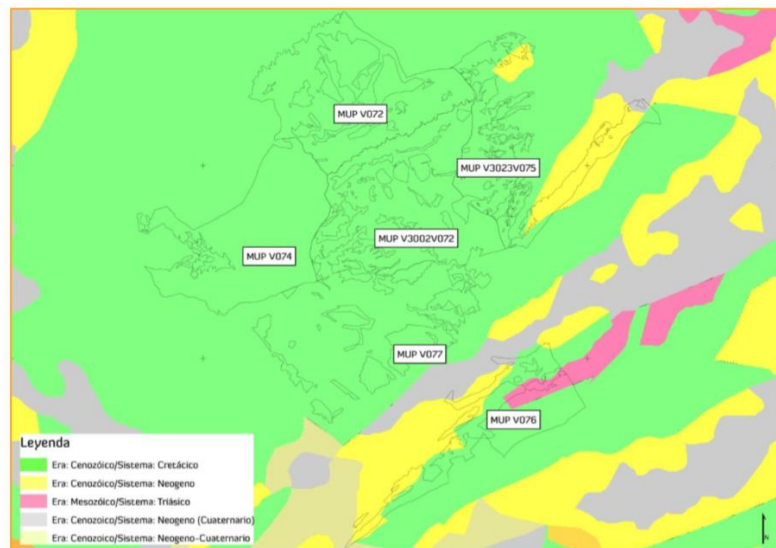 MUP V072
MUP V3023V075
MUP V3002V072
MUP V074
MUP V077
MUP V076
Leyenda
Era: Cenozóico/Sistema: Cretácico
Era: Cenozóico/Sistema: Neogeno
Era: Mesozóico/Sistema: Triásico
Era: Cenozoico/Sistema: Neogeno (Cuaternario)
Era: Cenozoico/Sistema: Neogeno-Cuaternario
N